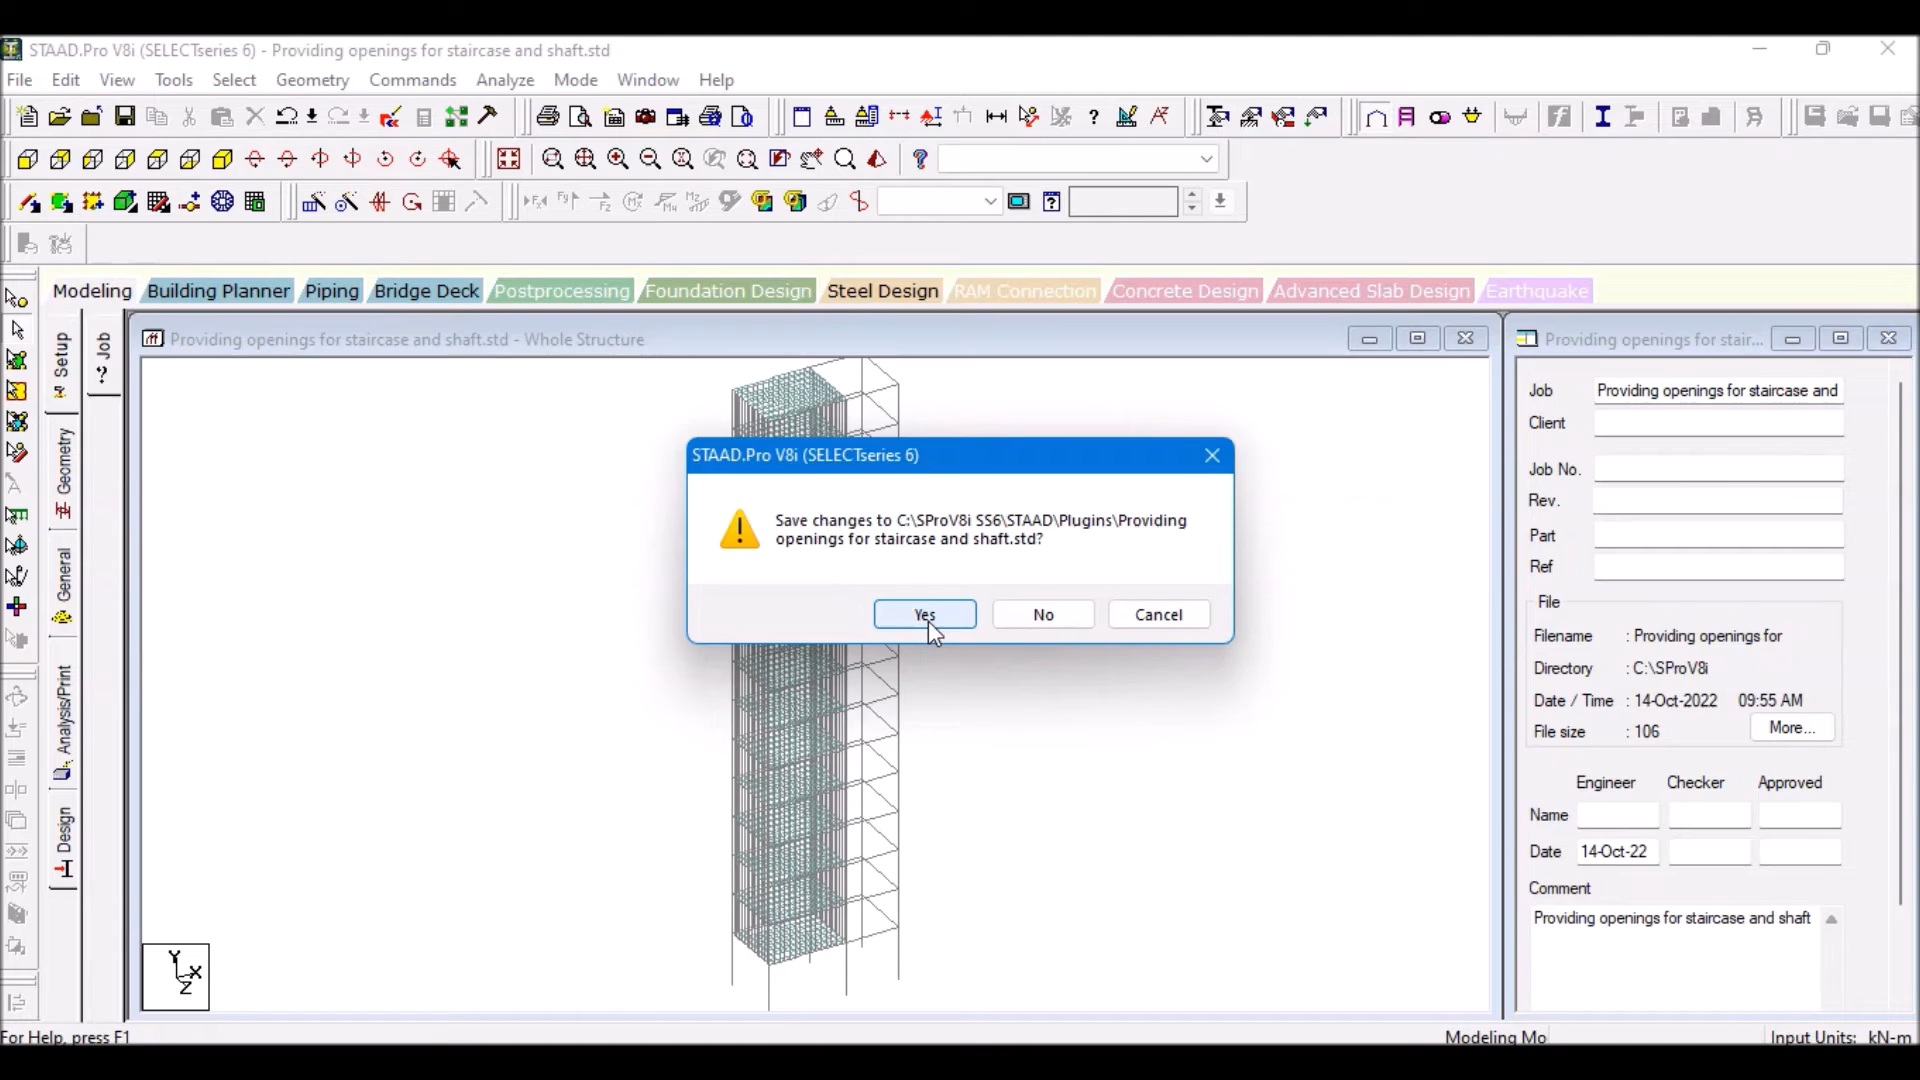 STAAD.Pro V8i (SELECTseries 6) - Providing openings for staircase and shaft.std
File Edit View Tools Select Geometry Commands Analyze Mode Window Help
Modeling Building Planner Piping Bridge Deck Postprocessing Foundation Design Steel Design RAM Connection Concrete Design Advanced Slab Design Earthquake
Setup
Geometry
General
Analysis/Print
Design
Job
Providing openings for staircase and shaft.std - Whole Structure
STAAD.Pro V8i (SELECTseries 6)
Save changes to C:\SProV8i SS6\STAAD\Plugins\Providing
openings for staircase and shaft.std?
Yes No Cancel
Y
X
Z
Providing openings for stair...
Job Providing openings for staircase and
Client
Job No.
Rev.
Part
Ref
File
Filename : Providing openings for
Directory : C:\SProV8i
Date / Time : 14-Oct-2022 09:55 AM
File size : 106 More...
Engineer Checker Approved
Name
Date 14-Oct-22
Comment
Providing openings for staircase and shaft
For Help, press F1
Modeling Mo
Input Units: kN-m